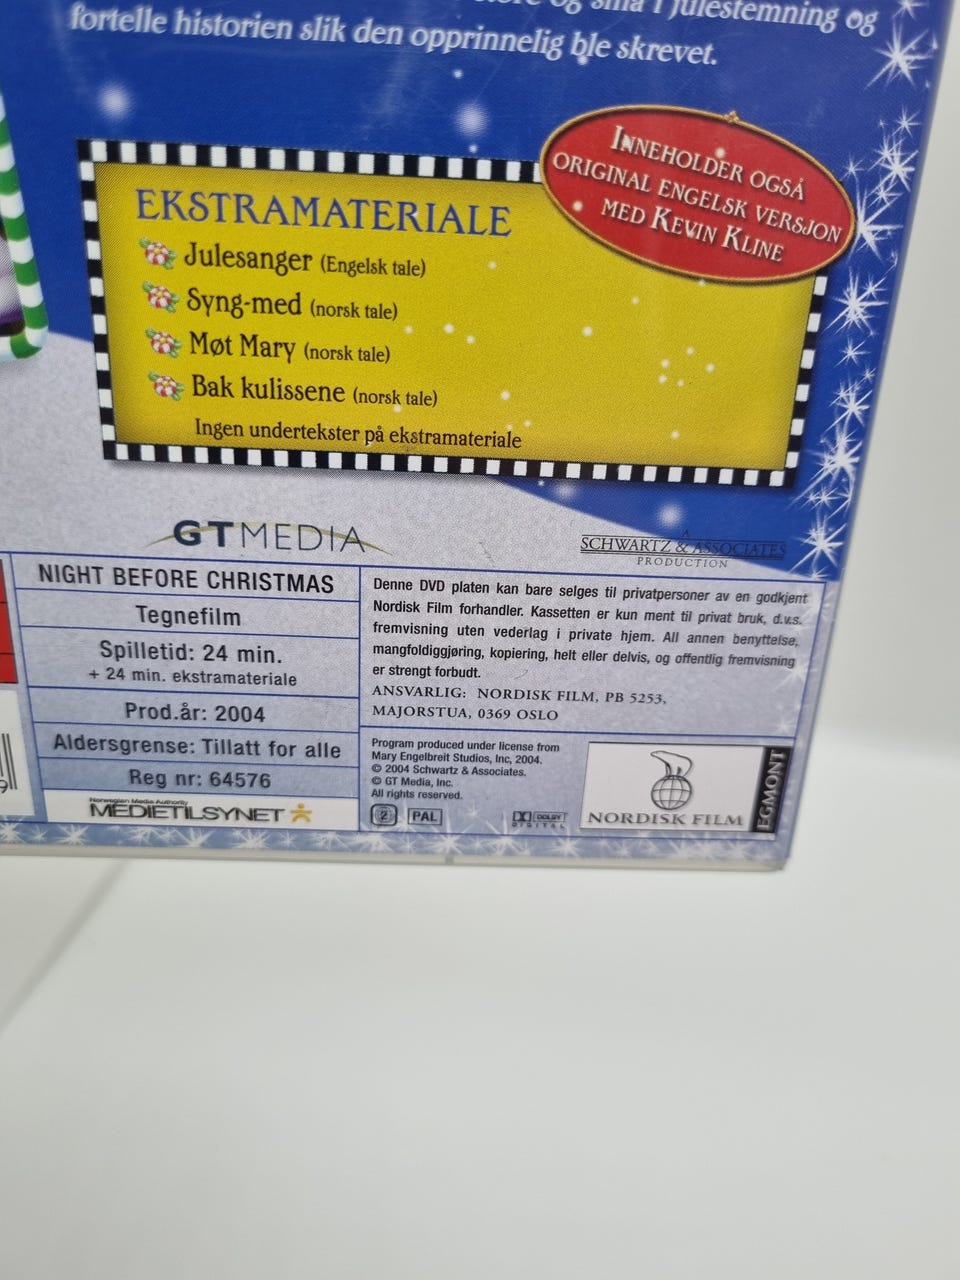 og små i julestemning og
fortelle historien slik den opprinnelig ble skrevet.
INNEHOLDER OGSÅ
ORIGINAL ENGELSK VERSJON
MED KEVIN KLINE
EKSTRAMATERIALE
Julesanger (Engelsk tale)
Syng-med (norsk tale)
Møt Mary (norsk tale)
Bak kulissene (norsk tale)
Ingen undertekster på ekstramateriale
GTMEDIA
A
SCHWARTZ & ASSOCIATES
PRODUCTION
NIGHT BEFORE CHRISTMAS
Tegnefilm
Spilletid: 24 min.
+ 24 min. ekstramateriale
Prod.år: 2004
Aldersgrense: Tillatt for alle
Reg nr: 64576
Norwegian Media Authority
MEDIETILSYNET
Denne DVD platen kan bare selges til privatpersoner av en godkjent
Nordisk Film forhandler. Kassetten er kun ment til privat bruk, d.v.s.
fremvisning uten vederlag i private hjem. All annen benyttelse,
mangfoldiggjøring, kopiering, helt eller delvis, og offentlig fremvisning
er strengt forbudt.
ANSVARLIG: NORDISK FILM, PB 5253,
MAJORSTUA, 0369 OSLO
Program produced under license from
Mary Engelbreit Studios, Inc, 2004.
© 2004 Schwartz & Associates.
© GT Media, Inc.
All rights reserved.
2 PAL
DOLBY
DIGITAL
NORDISK FILM
EGMONT
9